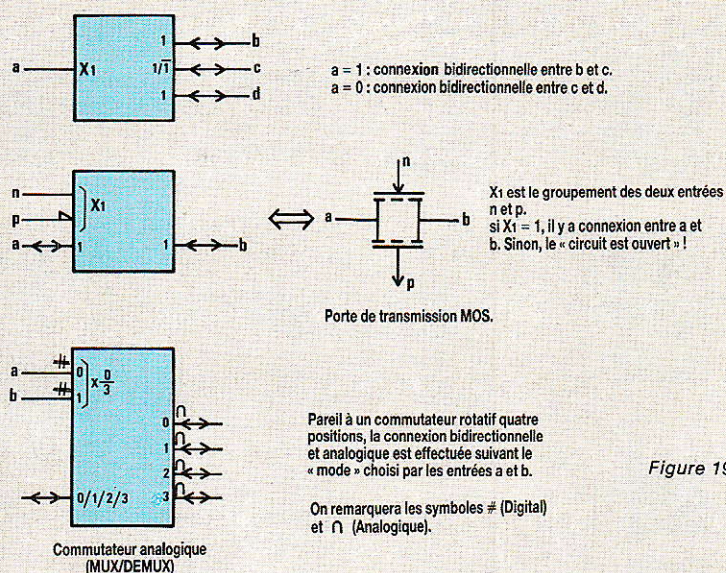 a
X1
1
b
1/1̅
c
1
d
a = 1 : connexion bidirectionnelle entre b et c.
a = 0 : connexion bidirectionnelle entre c et d.
n
p
a
X1
1
1
b
n
a
b
p
Porte de transmission MOS.
X1 est le groupement des deux entrées
n et p.
si X1 = 1, il y a connexion entre a et
b. Sinon, le « circuit est ouvert » !
a
#
0
b
#
1
X 0/3
0
∩
1
∩
2
∩
3
∩
0/1/2/3
Commutateur analogique
(MUX/DEMUX)
Pareil à un commutateur rotatif quatre
positions, la connexion bidirectionnelle
et analogique est effectuée suivant le
« mode » choisi par les entrées a et b.
On remarquera les symboles # (Digital)
et ∩ (Analogique).
Figure 19